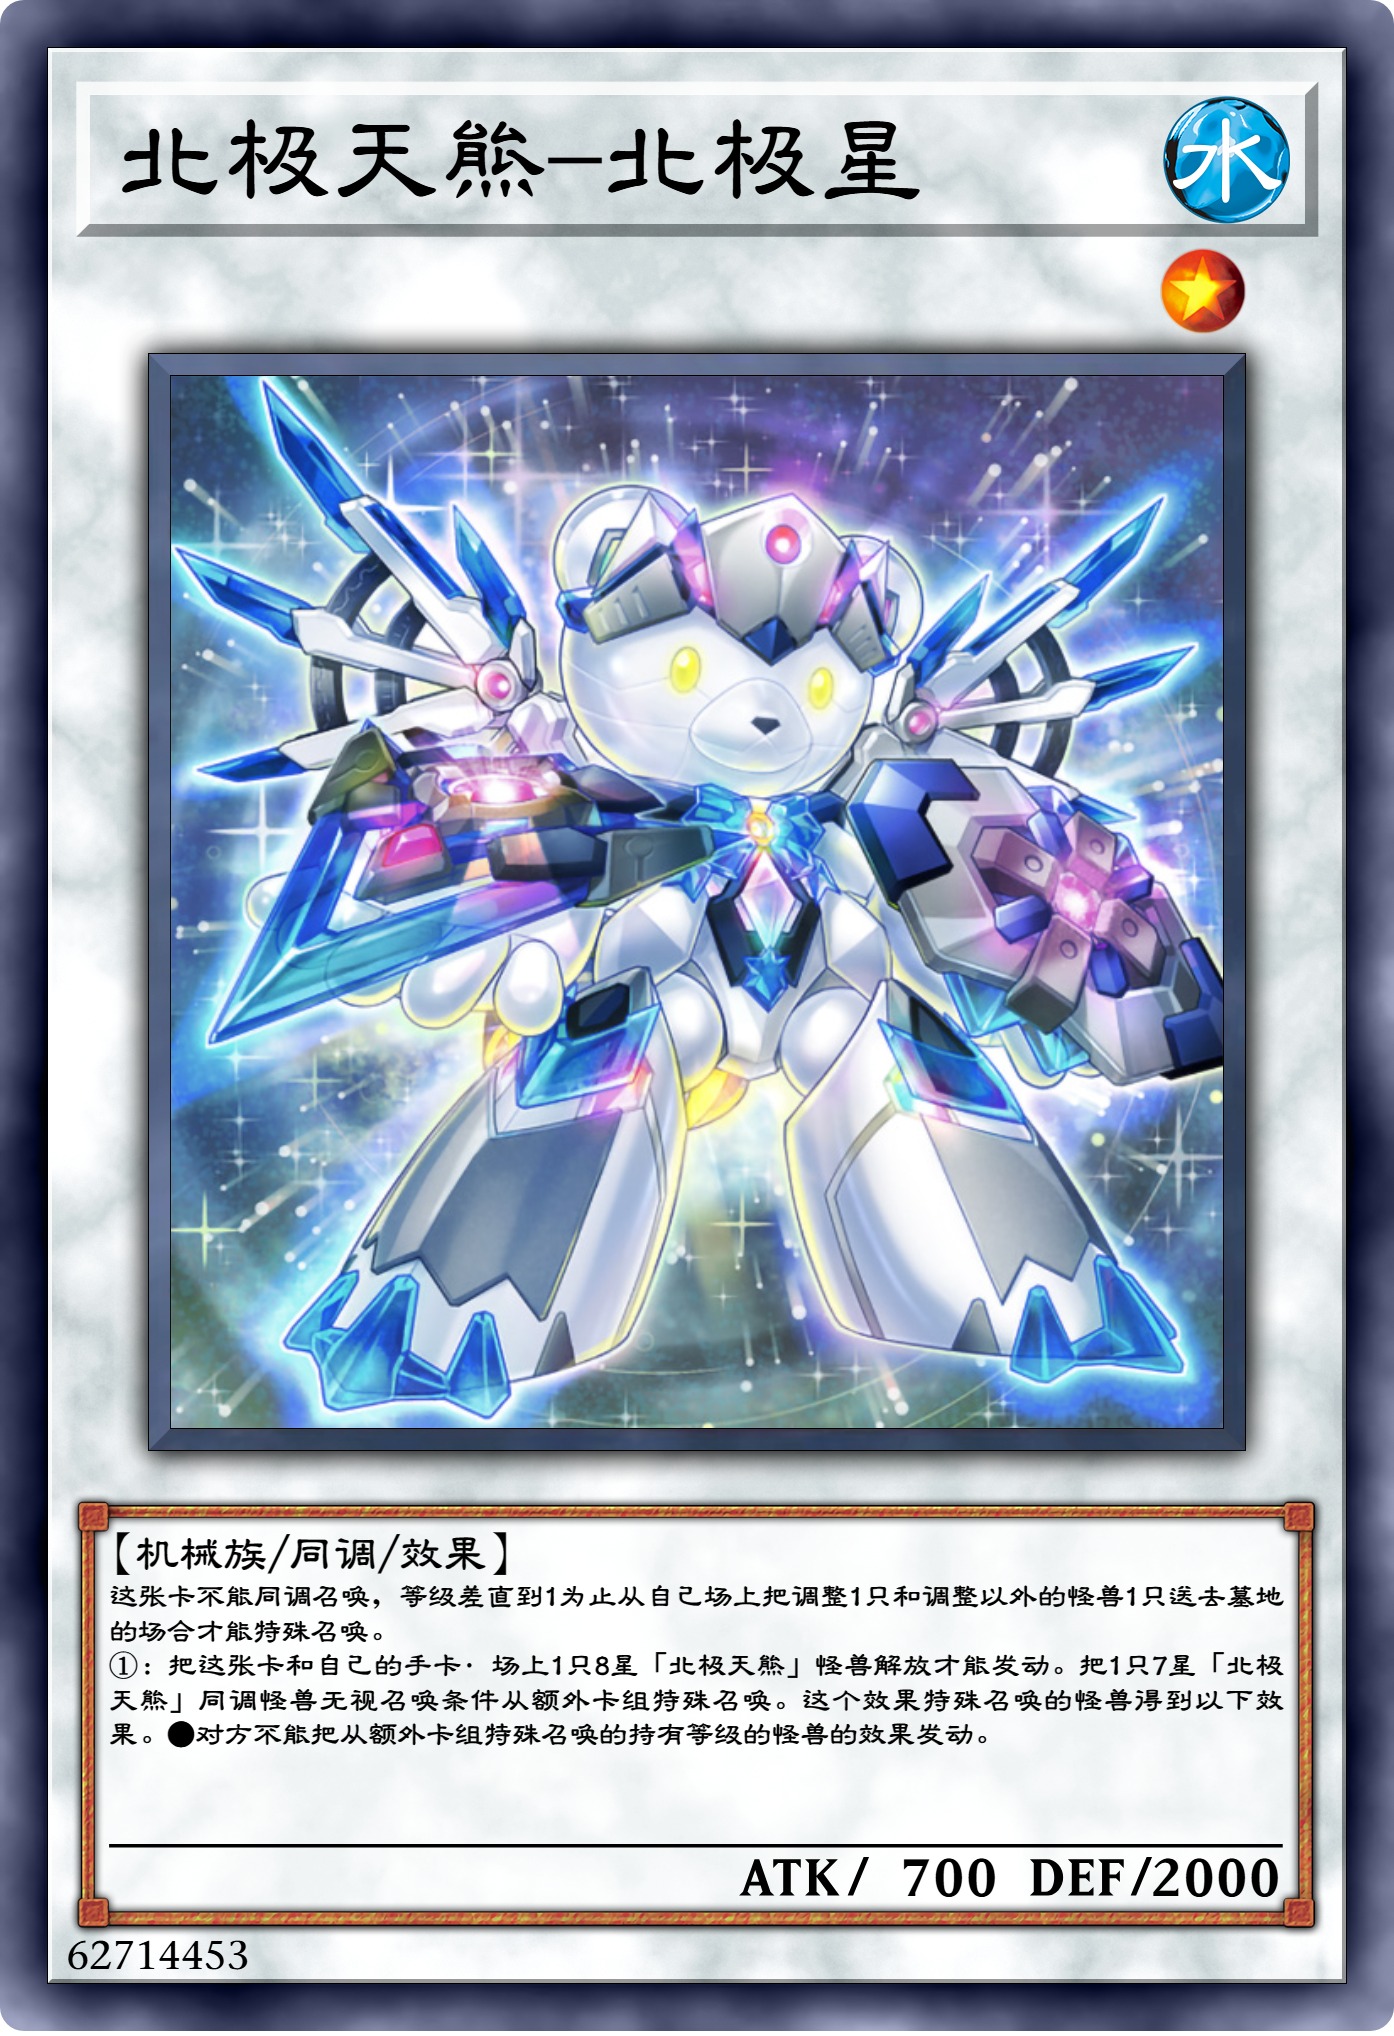 北极天熊-北极星
水
【机械族/同调/效果】
这张卡不能同调召唤，等级差直到1为止从自己场上把调整1只和调整以外的怪兽1只送去墓地
的场合才能特殊召唤。
①：把这张卡和自己的手卡·场上1只8星「北极天熊」怪兽解放才能发动。把1只7星「北极
天熊」同调怪兽无视召唤条件从额外卡组特殊召唤。这个效果特殊召唤的怪兽得到以下效
果。●对方不能把从额外卡组特殊召唤的持有等级的怪兽的效果发动。
ATK/ 700 DEF/2000
62714453